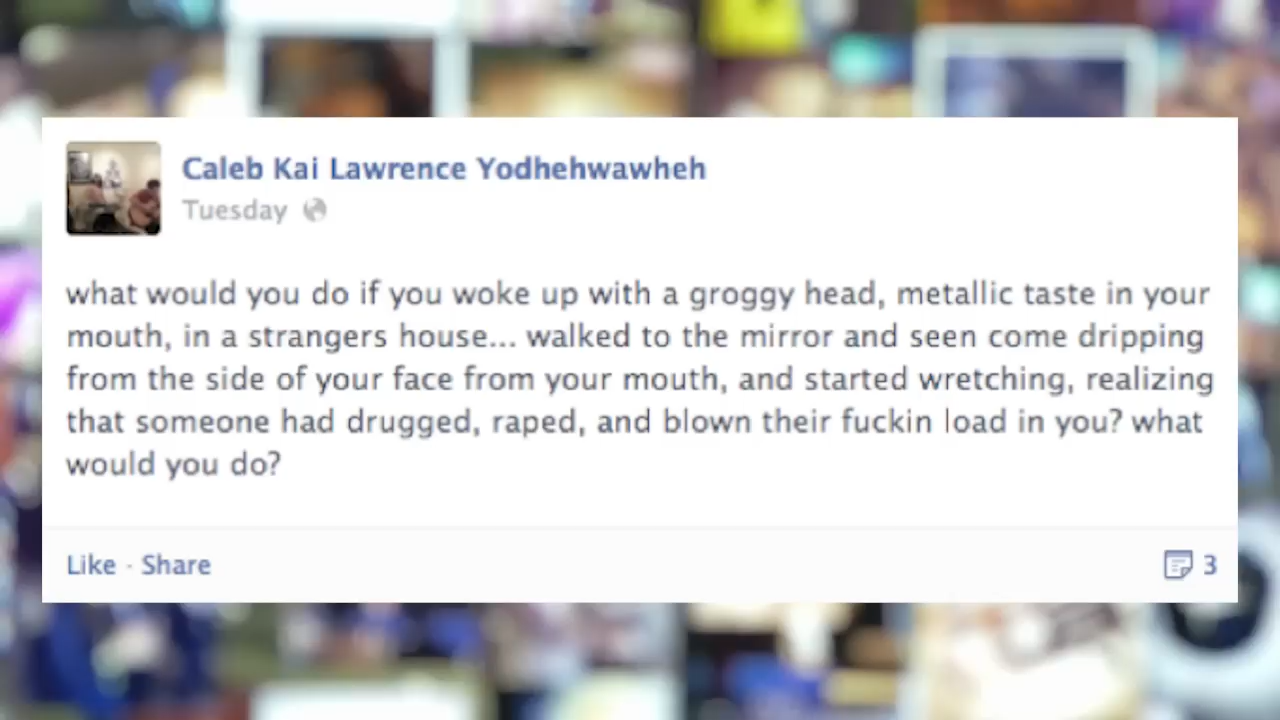 Caleb Kai Lawrence Yodhehwawheh
Tuesday
what would you do if you woke up with a groggy head, metallic taste in your
mouth, in a strangers house... walked to the mirror and seen come dripping
from the side of your face from your mouth, and started wretching, realizing
that someone had drugged, raped, and blown their fuckin load in you? what
would you do?
Like · Share
3